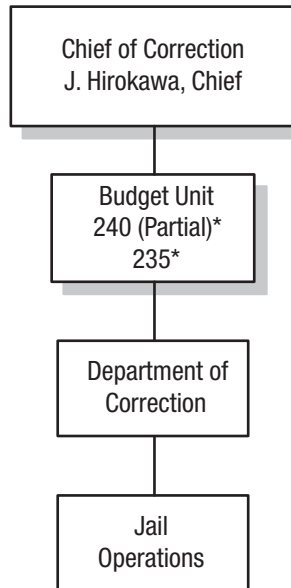 Chief of Correction
J. Hirokawa, Chief
Budget Unit
240 (Partial)*
235*
Department of
Correction
Jail
Operations